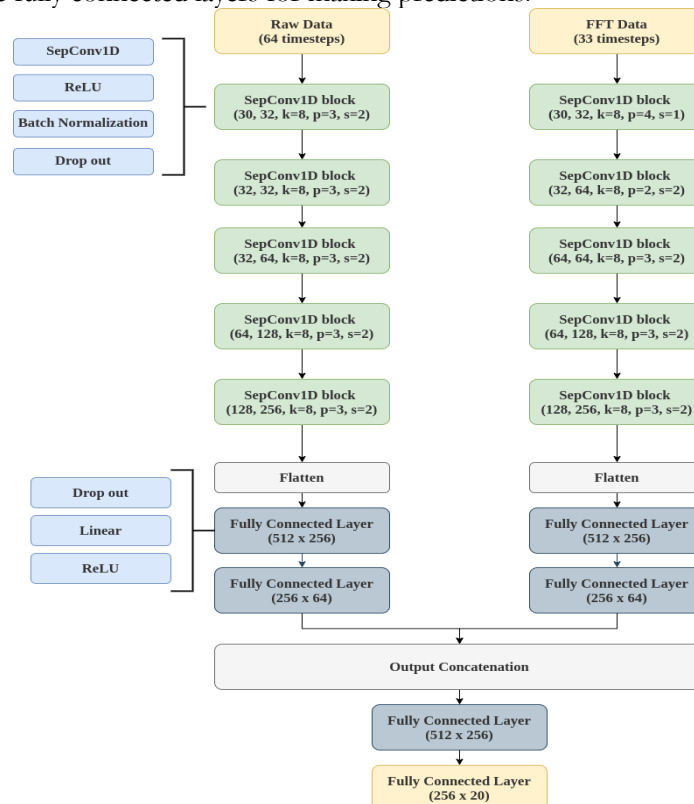 fully connected layers for making predictions.
Raw Data
(64 timesteps)
FFT Data
(33 timesteps)
SepConv1D
ReLU
Batch Normalization
Drop out
SepConv1D block
(30, 32, k=8, p=3, s=2)
SepConv1D block
(30, 32, k=8, p=4, s=1)
SepConv1D block
(32, 32, k=8, p=3, s=2)
SepConv1D block
(32, 64, k=8, p=2, s=2)
SepConv1D block
(32, 64, k=8, p=3, s=2)
SepConv1D block
(64, 64, k=8, p=3, s=2)
SepConv1D block
(64, 128, k=8, p=3, s=2)
SepConv1D block
(64, 128, k=8, p=3, s=2)
SepConv1D block
(128, 256, k=8, p=3, s=2)
SepConv1D block
(128, 256, k=8, p=3, s=2)
Flatten
Flatten
Drop out
Linear
ReLU
Fully Connected Layer
(512 x 256)
Fully Connected Layer
(512 x 256)
Fully Connected Layer
(256 x 64)
Fully Connected Layer
(256 x 64)
Output Concatenation
Fully Connected Layer
(512 x 256)
Fully Connected Layer
(256 x 20)